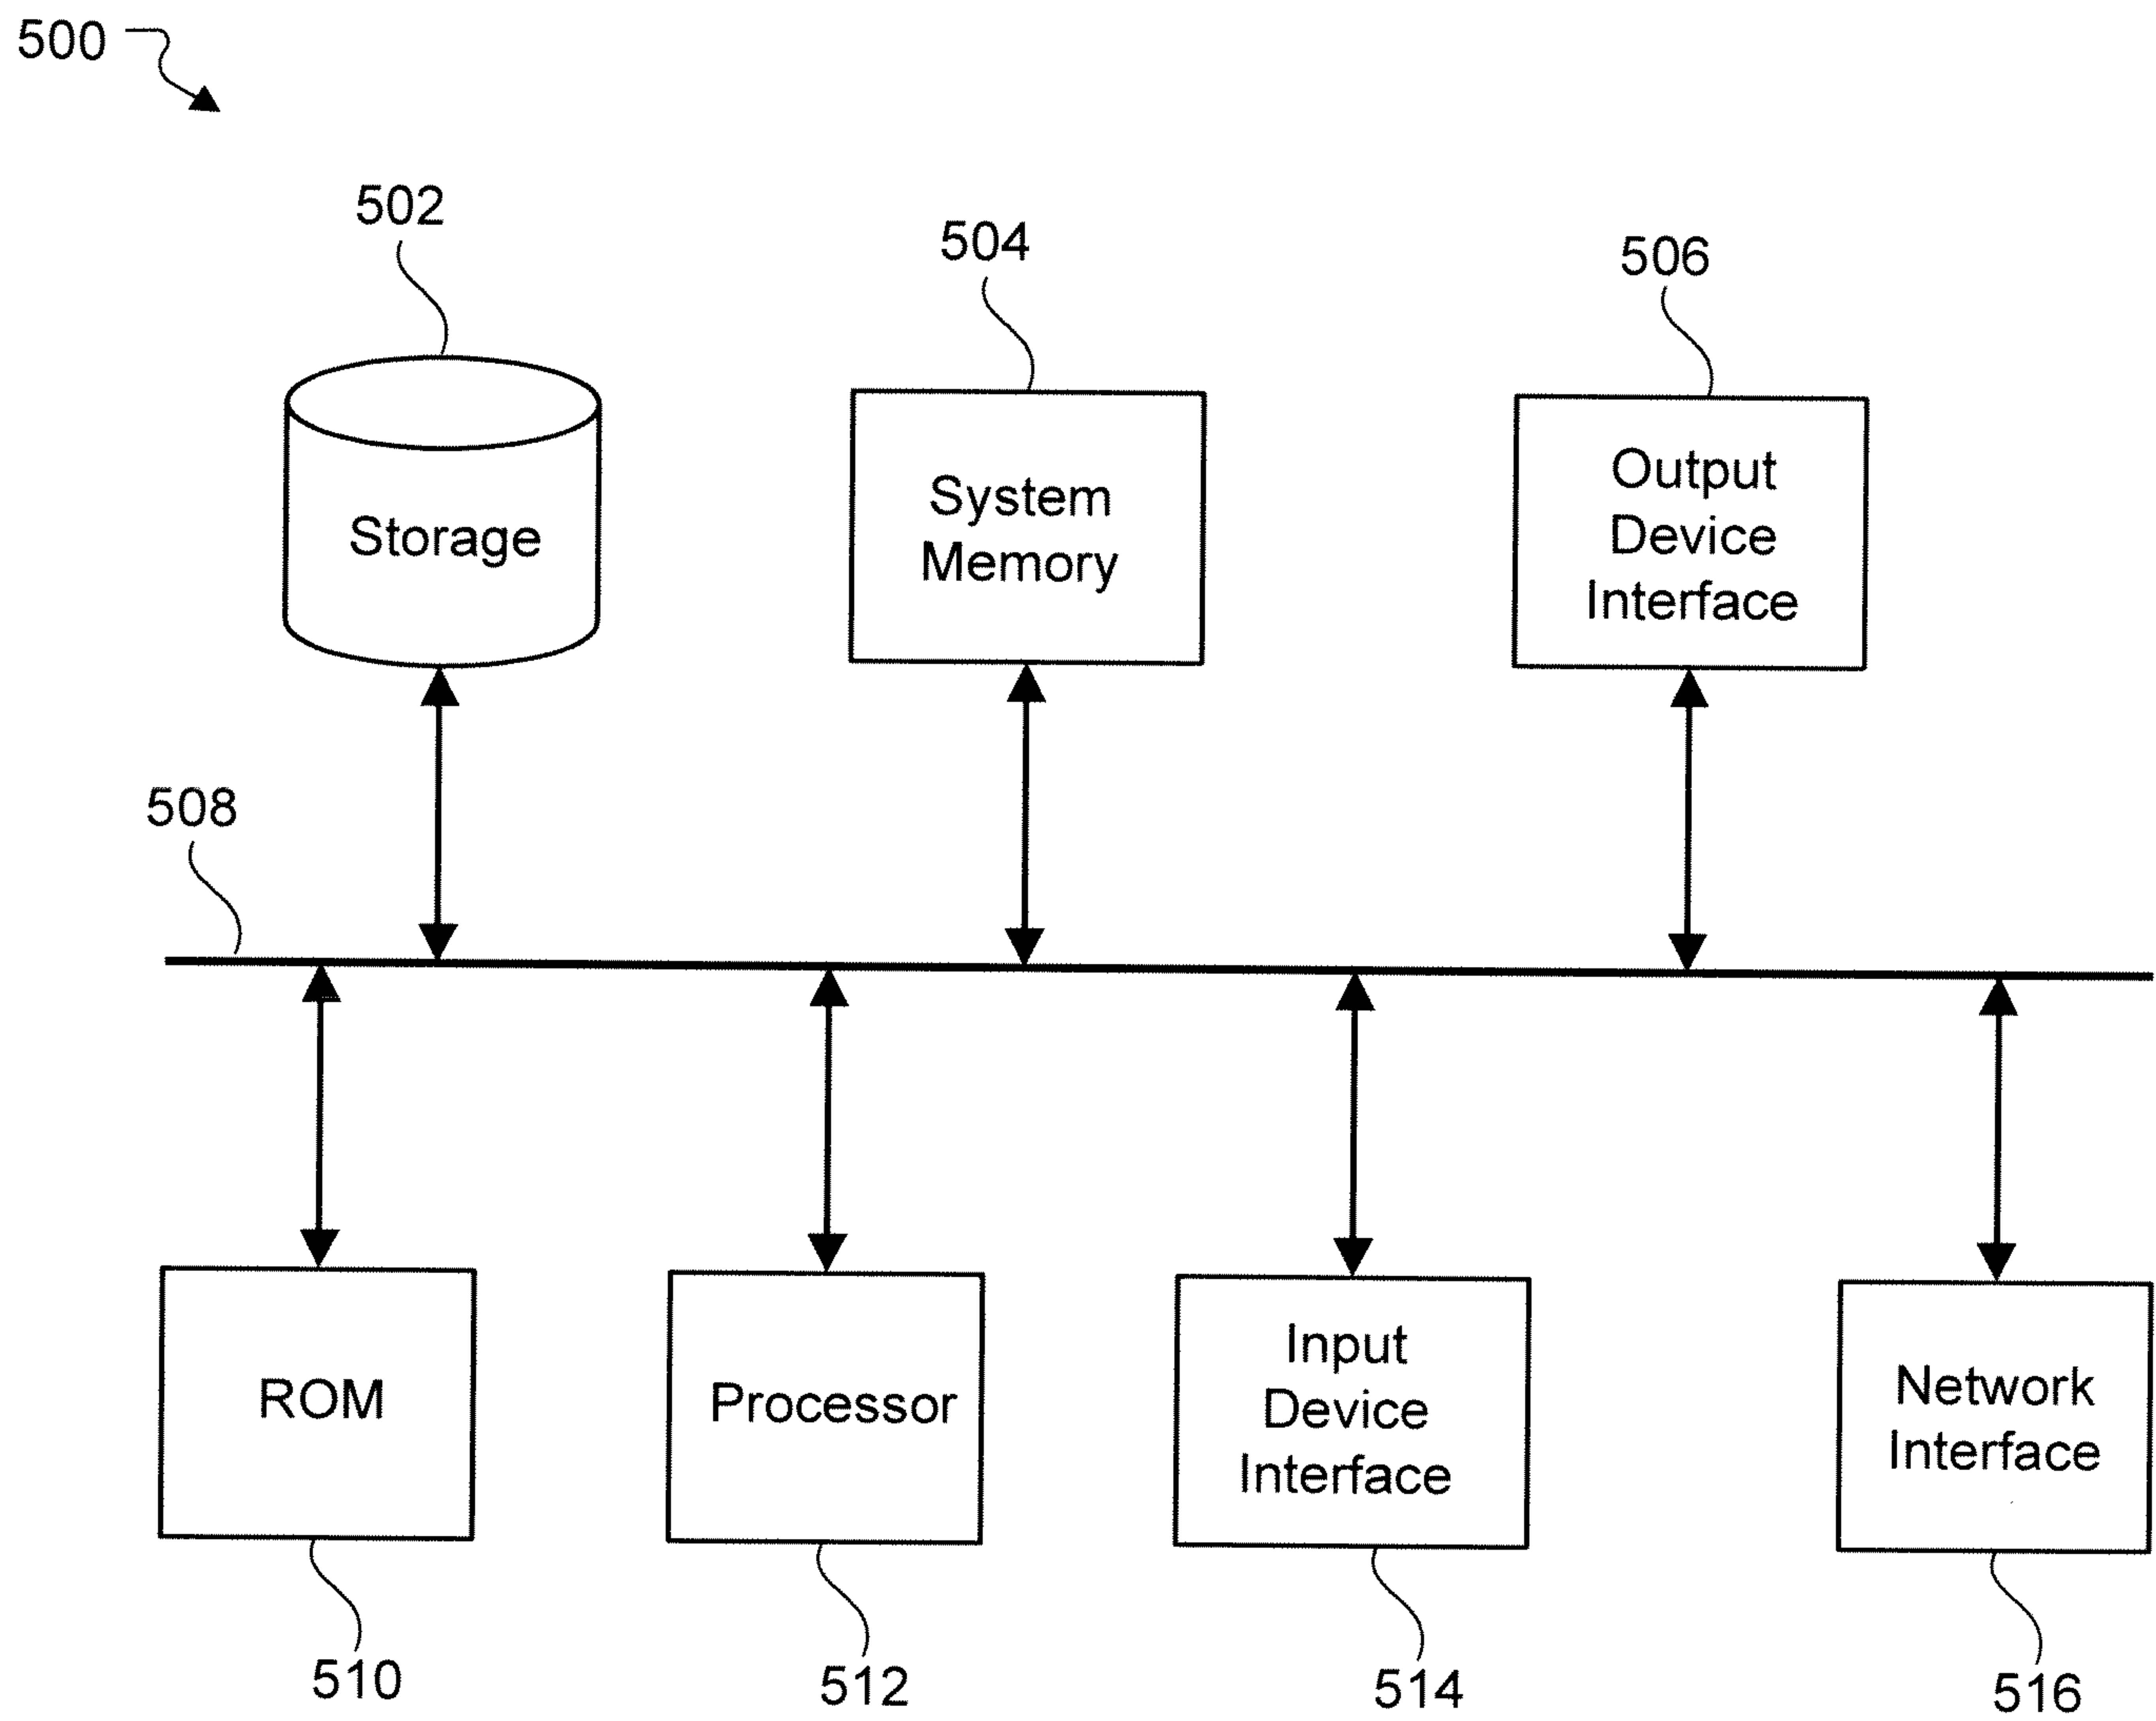 500
502
504
506
Storage
System
Memory
Output
Device
Interface
508
ROM
Processor
Input
Device
Interface
Network
Interface
510
512
514
516